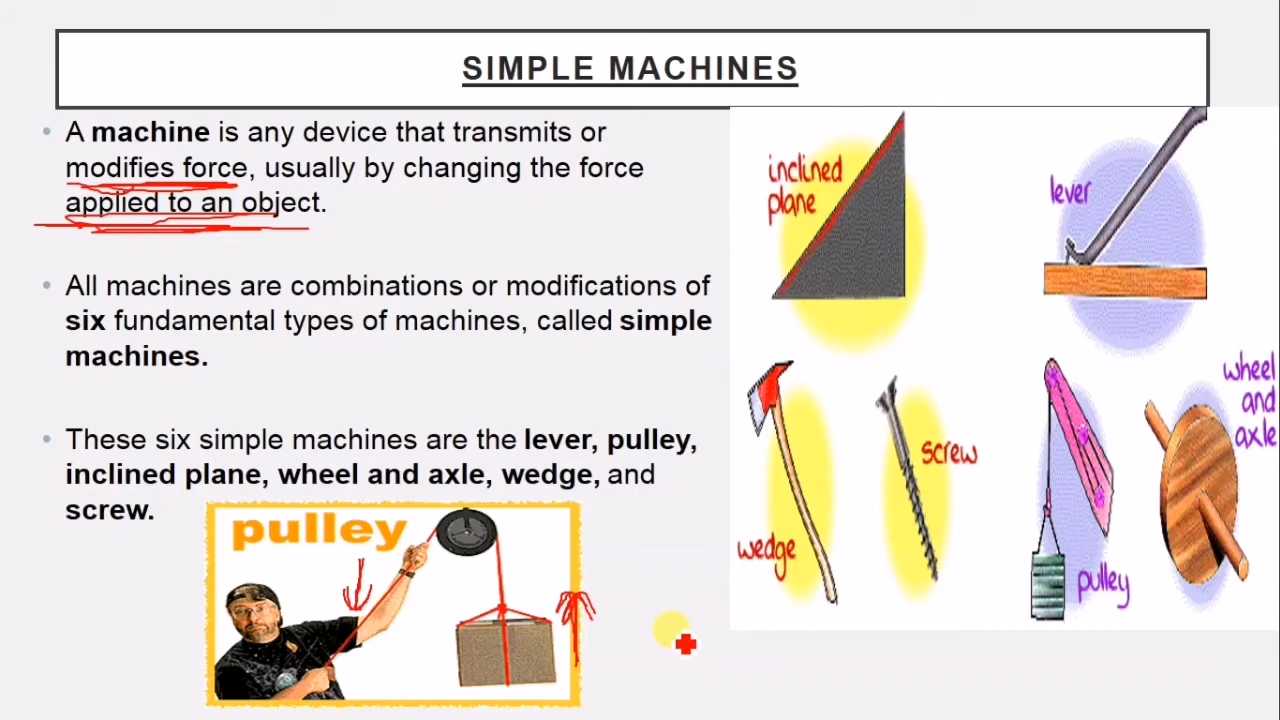 SIMPLE MACHINES
• A machine is any device that transmits or
modifies force, usually by changing the force
applied to an object.
• All machines are combinations or modifications of
six fundamental types of machines, called simple
machines.
• These six simple machines are the lever, pulley,
inclined plane, wheel and axle, wedge, and
screw.
pulley
inclined
plane
lever
wedge
screw
pulley
wheel
and
axle